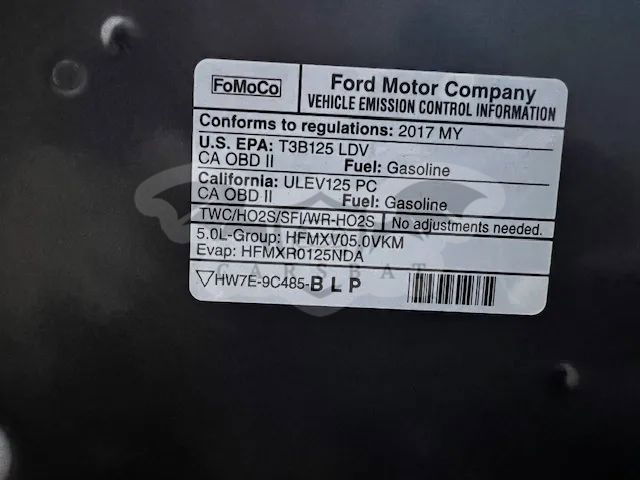 FoMoCo
Ford Motor Company
VEHICLE EMISSION CONTROL INFORMATION
Conforms to regulations: 2017 MY
U.S. EPA: T3B125 LDV
CA OBD II Fuel: Gasoline
California: ULEV125 PC
CA OBD II Fuel: Gasoline
TWC/HO2S/SFI/WR-HO2S No adjustments needed.
5.0L-Group: HFMXV05.0VKM
Evap: HFMXR0125NDA
CARSBAT
HW7E-9C485-BLP